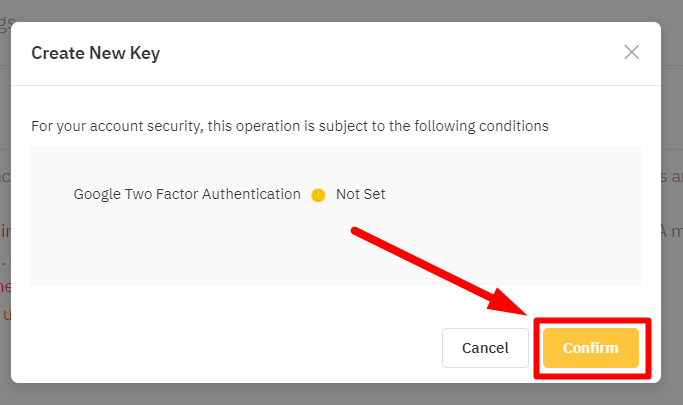 Create New Key
For your account security, this operation is subject to the following conditions
Google Two Factor Authentication Not Set
Cancel
Confirm